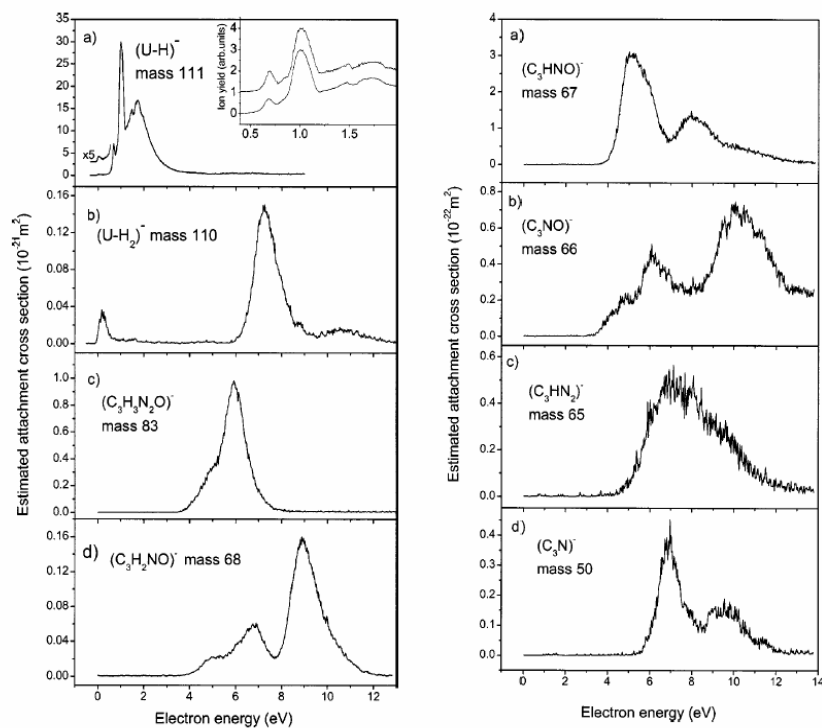 a)
(U-H)⁻
mass 111
x5
35
30
25
20
15
10
5
0
Ion yield (arb.units)
4
3
2
1
0
0.5 1.0 1.5
b)
(U-H₂)⁻ mass 110
0.16
0.12
0.08
0.04
0.00
c)
(C₃H₃N₂O)⁻
mass 83
1.0
0.8
0.6
0.4
0.2
0.0
d)
(C₃H₂NO)⁻ mass 68
0.16
0.12
0.08
0.04
0.00
0 2 4 6 8 10 12
Estimated attachment cross section (10⁻²¹m²)
Electron energy (eV)
a)
(C₃HNO)⁻
mass 67
4
3
2
1
0
b)
(C₃NO)⁻
mass 66
0.8
0.6
0.4
0.2
0.0
c)
(C₃HN₂)⁻
mass 65
0.6
0.4
0.2
0.0
d)
(C₃N)⁻
mass 50
0.4
0.3
0.2
0.1
0.0
0 2 4 6 8 10 12 14
Estimated attachment cross section (10⁻²²m²)
Electron energy (eV)